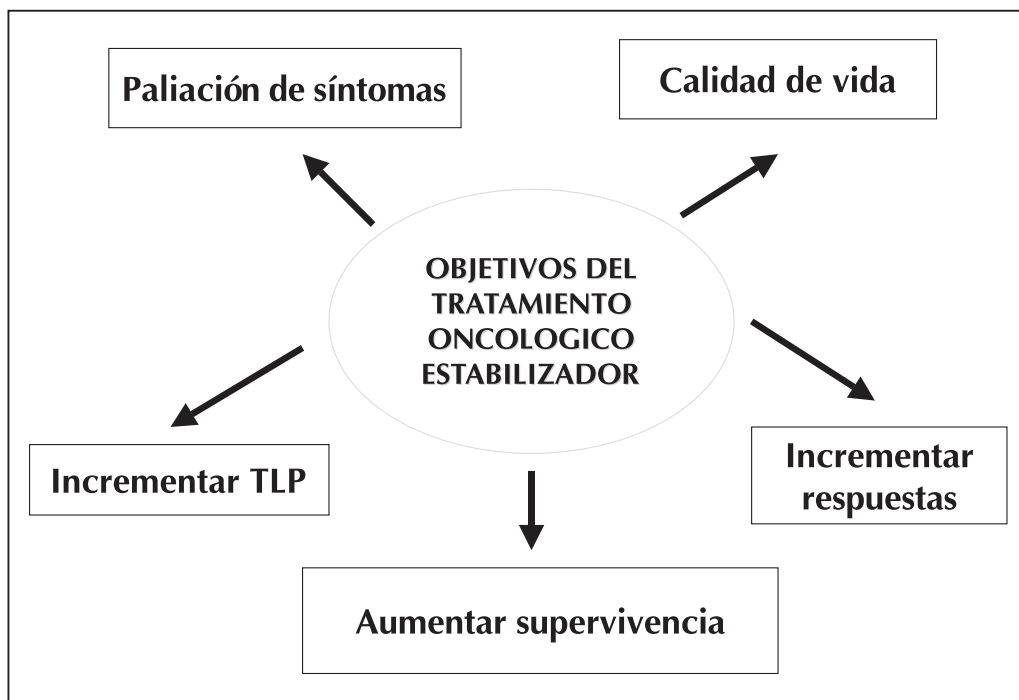 Paliación de síntomas
Calidad de vida
OBJETIVOS DEL
TRATAMIENTO
ONCOLOGICO
ESTABILIZADOR
Incrementar TLP
Incrementar
respuestas
Aumentar supervivencia